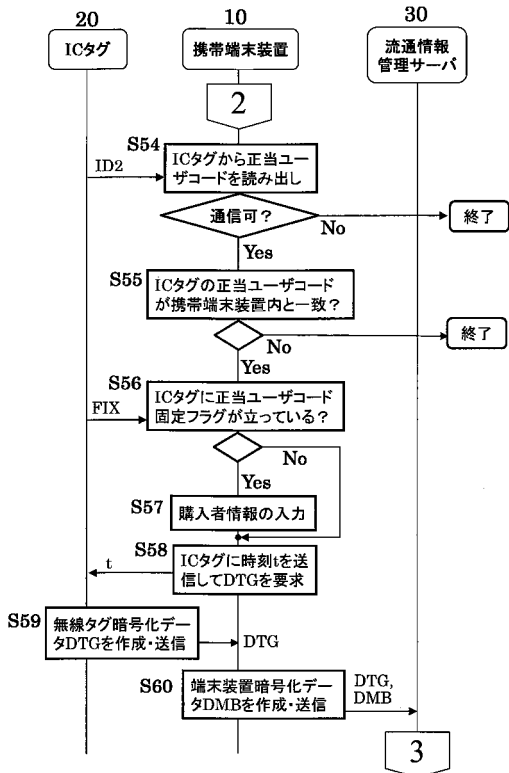 20
10
30
ICタグ
携帯端末装置
流通情報
管理サーバ
2
S54
ICタグから正当ユー
ザコードを読み出し
ID2
通信可?
No
終了
Yes
S55
ICタグの正当ユーザコード
が携帯端末装置内と一致?
No
終了
Yes
S56
ICタグに正当ユーザコード
固定フラグが立っている?
FIX
No
Yes
S57
購入者情報の入力
S58
ICタグに時刻tを送
信してDTGを要求
t
S59
無線タグ暗号化デー
タDTGを作成・送信
DTG
S60
端末装置暗号化デー
タDMBを作成・送信
DTG,
DMB
3